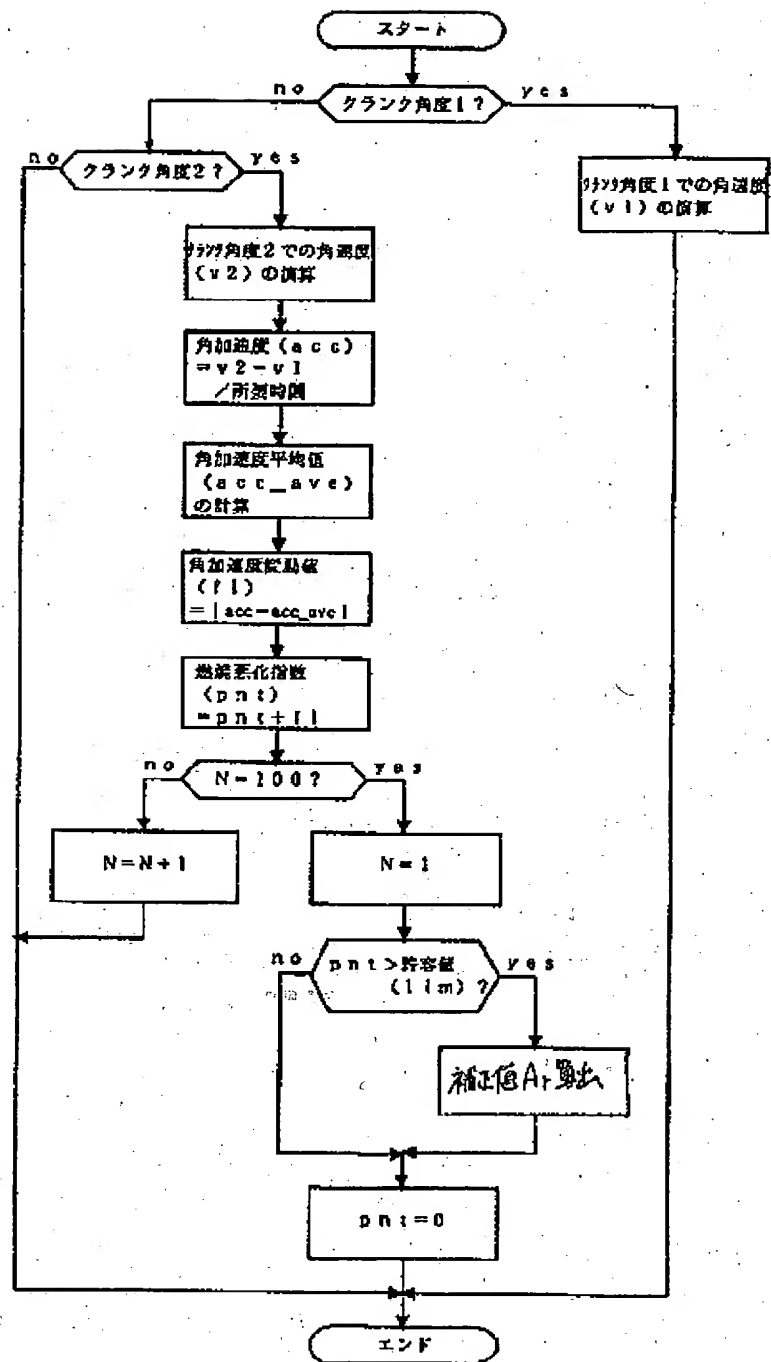 スタート
no
クランク角度1?
yes
no
クランク角度2?
yes
クランク角度1での角速度
(v1)の演算
クランク角度2での角速度
(v2)の演算
角加速度(acc)
=v2-v1
/所要時間
角加速度平均値
(acc_ave)
の計算
角加速度変動値
(fl)
=|acc-acc_ave|
燃焼悪化指数
(pnt)
=pnt+fl
no
N=100?
yes
N=N+1
N=1
no
pnt>許容値
(lim)?
yes
補正値Ar算出
pnt=0
エンド